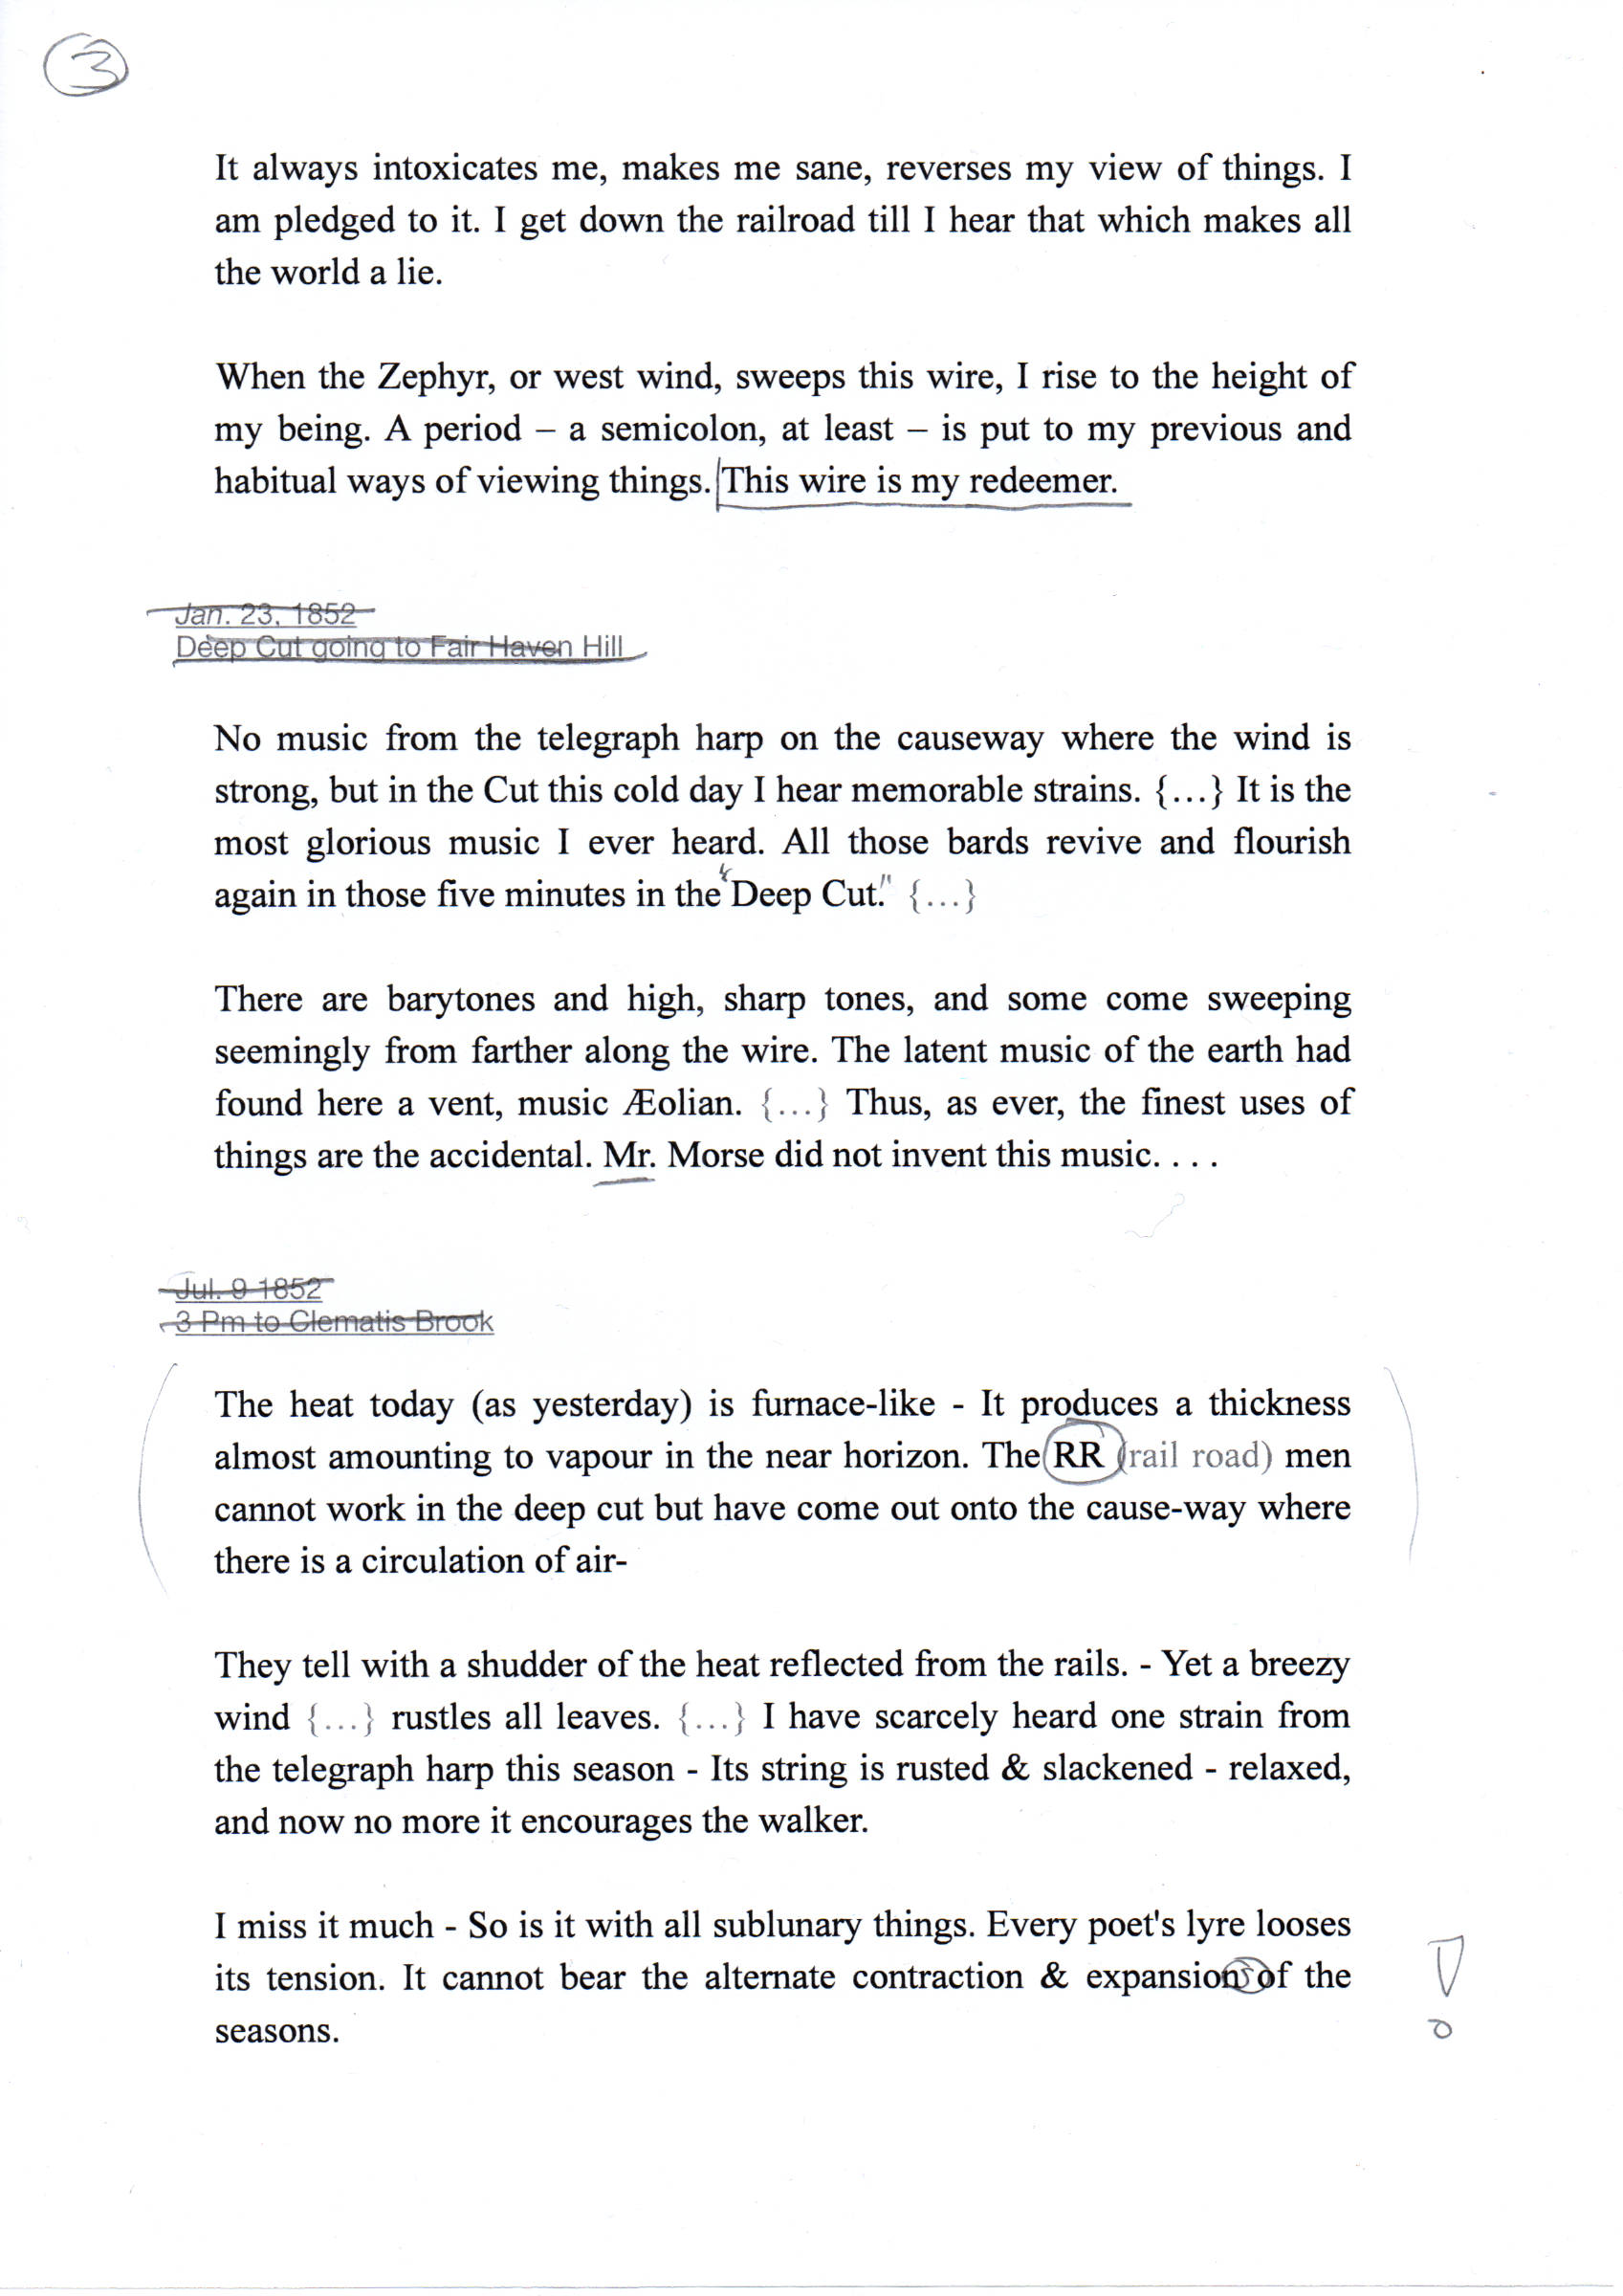 3
It always intoxicates me, makes me sane, reverses my view of things. I
am pledged to it. I get down the railroad till I hear that which makes all
the world a lie.
When the Zephyr, or west wind, sweeps this wire, I rise to the height of
my being. A period – a semicolon, at least – is put to my previous and
habitual ways of viewing things. This wire is my redeemer.
Jan. 23, 1852
Deep Cut going to Fair Haven Hill
No music from the telegraph harp on the causeway where the wind is
strong, but in the Cut this cold day I hear memorable strains. {…} It is the
most glorious music I ever heard. All those bards revive and flourish
again in those five minutes in the "Deep Cut." {…}
There are barytones and high, sharp tones, and some come sweeping
seemingly from farther along the wire. The latent music of the earth had
found here a vent, music Æolian. {…} Thus, as ever, the finest uses of
things are the accidental. Mr. Morse did not invent this music. . . .
Jul. 9 1852
3 Pm to Clematis Brook
The heat today (as yesterday) is furnace-like - It produces a thickness
almost amounting to vapour in the near horizon. The RR (rail road) men
cannot work in the deep cut but have come out onto the cause-way where
there is a circulation of air-
They tell with a shudder of the heat reflected from the rails. - Yet a breezy
wind {…} rustles all leaves. {…} I have scarcely heard one strain from
the telegraph harp this season - Its string is rusted & slackened - relaxed,
and now no more it encourages the walker.
I miss it much - So is it with all sublunary things. Every poet's lyre looses
its tension. It cannot bear the alternate contraction & expansions of the
seasons.
!